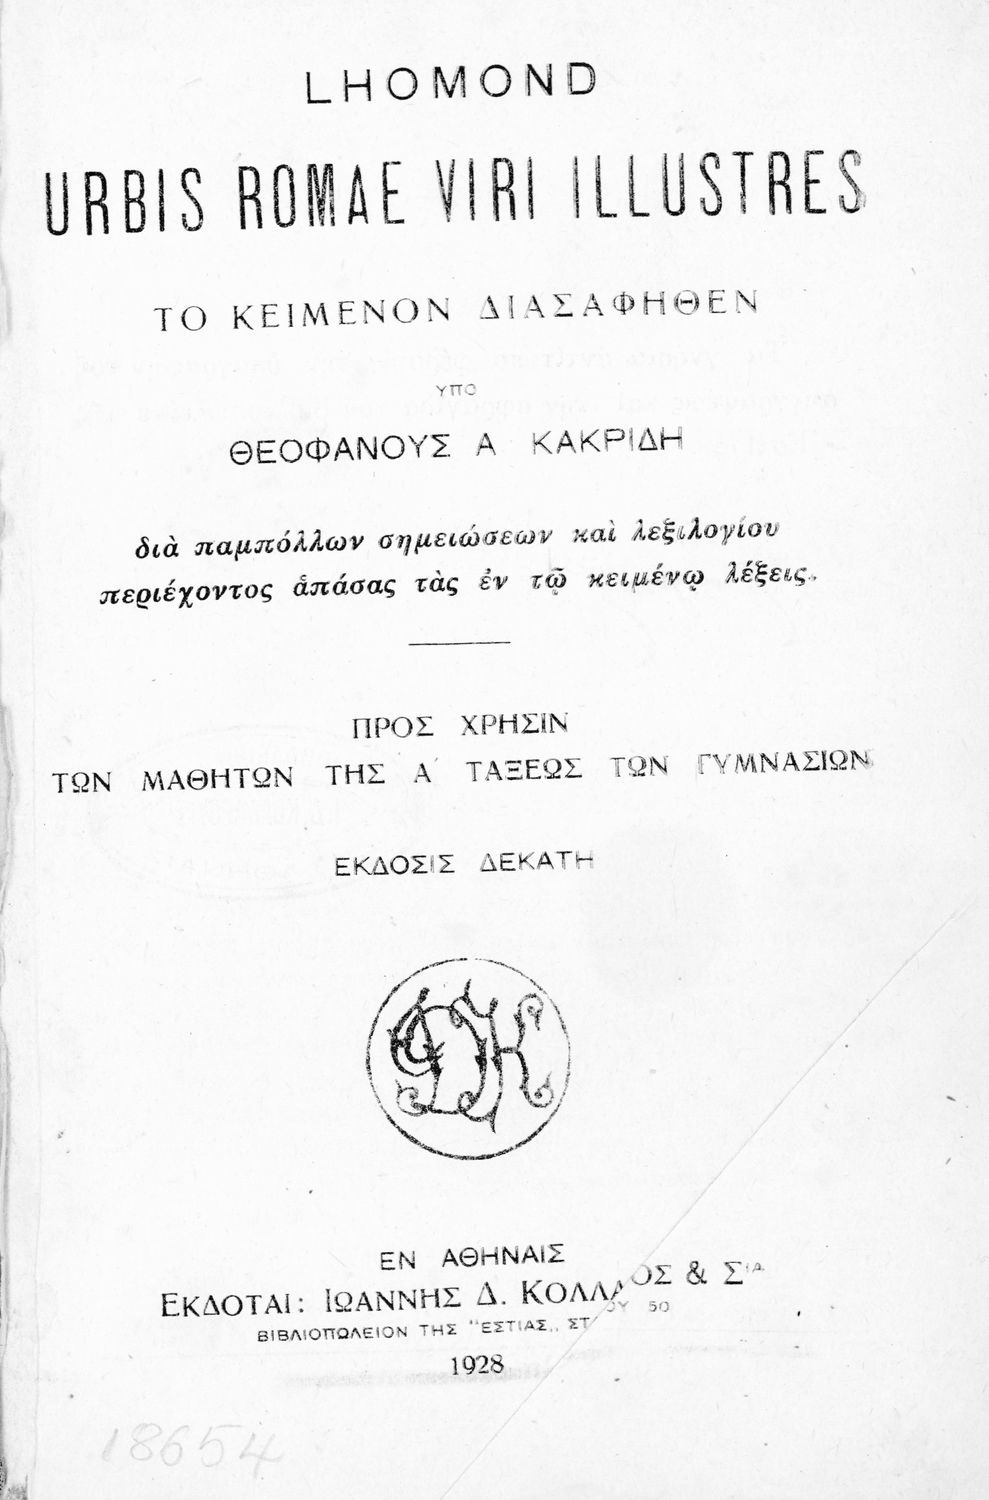 LHOMOND
URBIS ROMAE VIRI ILLUSTRES
ΤΟ ΚΕΙΜΕΝΟΝ ΔΙΑΣΑΦΗΘΕΝ
ΥΠΟ
ΘΕΟΦΑΝΟΥΣ Α ΚΑΚΡΙΔΗ
διὰ παμπόλλων σημειώσεων καὶ λεξιλογίου
περιέχοντος ἁπάσας τὰς ἐν τῷ κειμένῳ λέξεις.
ΠΡΟΣ ΧΡΗΣΙΝ
ΤΩΝ ΜΑΘΗΤΩΝ ΤΗΣ Α΄ ΤΑΞΕΩΣ ΤΩΝ ΓΥΜΝΑΣΙΩΝ
ΕΚΔΟΣΙΣ ΔΕΚΑΤΗ
ΕΝ ΑΘΗΝΑΙΣ
ΕΚΔΟΤΑΙ: ΙΩΑΝΝΗΣ Δ. ΚΟΛΛΑΡΟΣ & ΣΙΑ
ΒΙΒΛΙΟΠΩΛΕΙΟΝ ΤΗΣ "ΕΣΤΙΑΣ„ 50
1928
18654